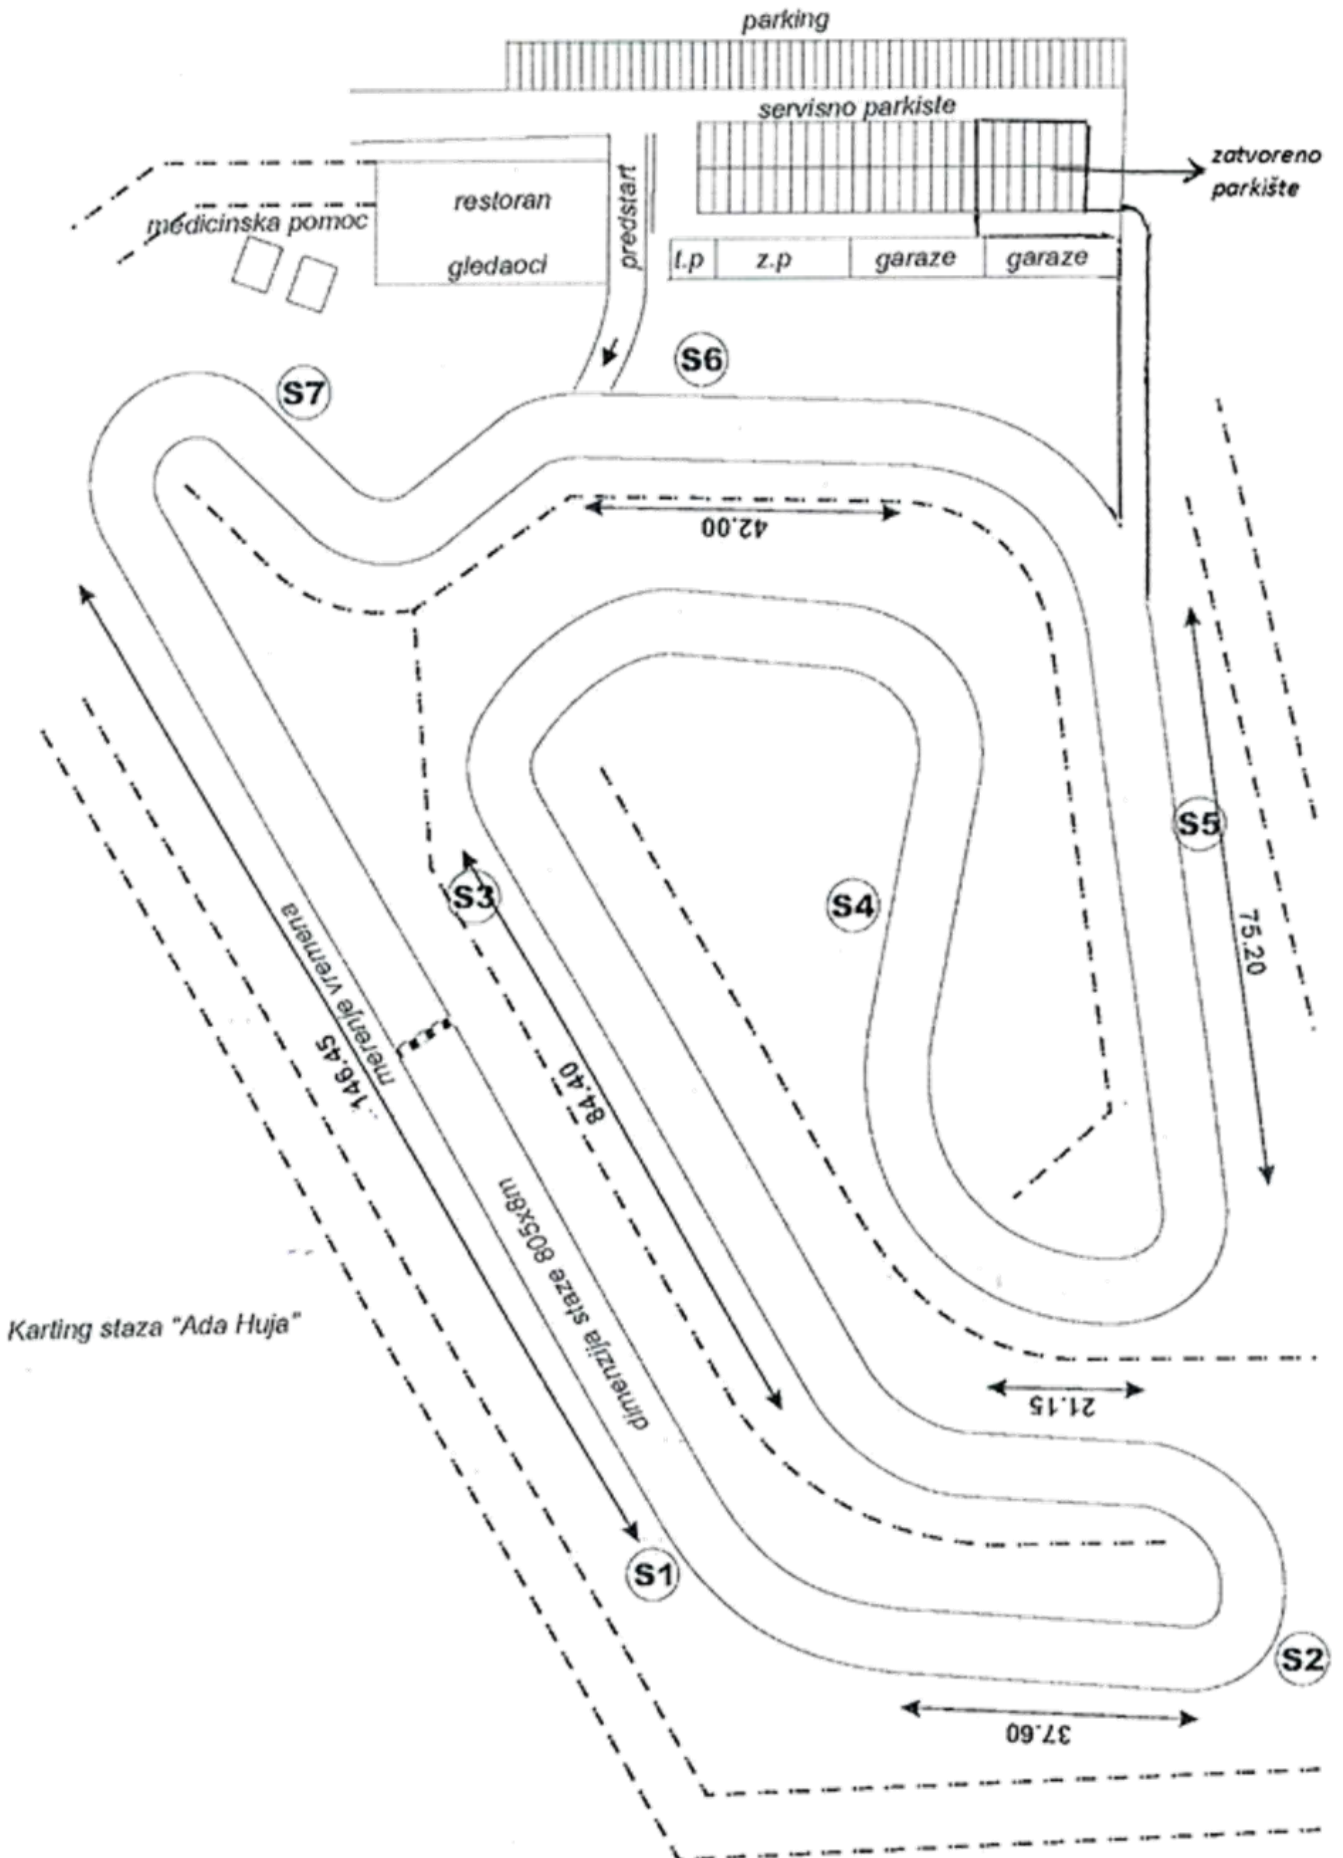 parking
servisno parkiste
zatvoreno
parkište
restoran
predstart
medicinska pomoc
gledaoci
t.p
z.p
garaze
garaze
S6
S7
42.00
S5
S3
S4
75.20
merenje vremena
146.45
84.40
dimenzija staze 805x8m
Karting staza "Ada Huja"
21.15
S1
S2
37.60